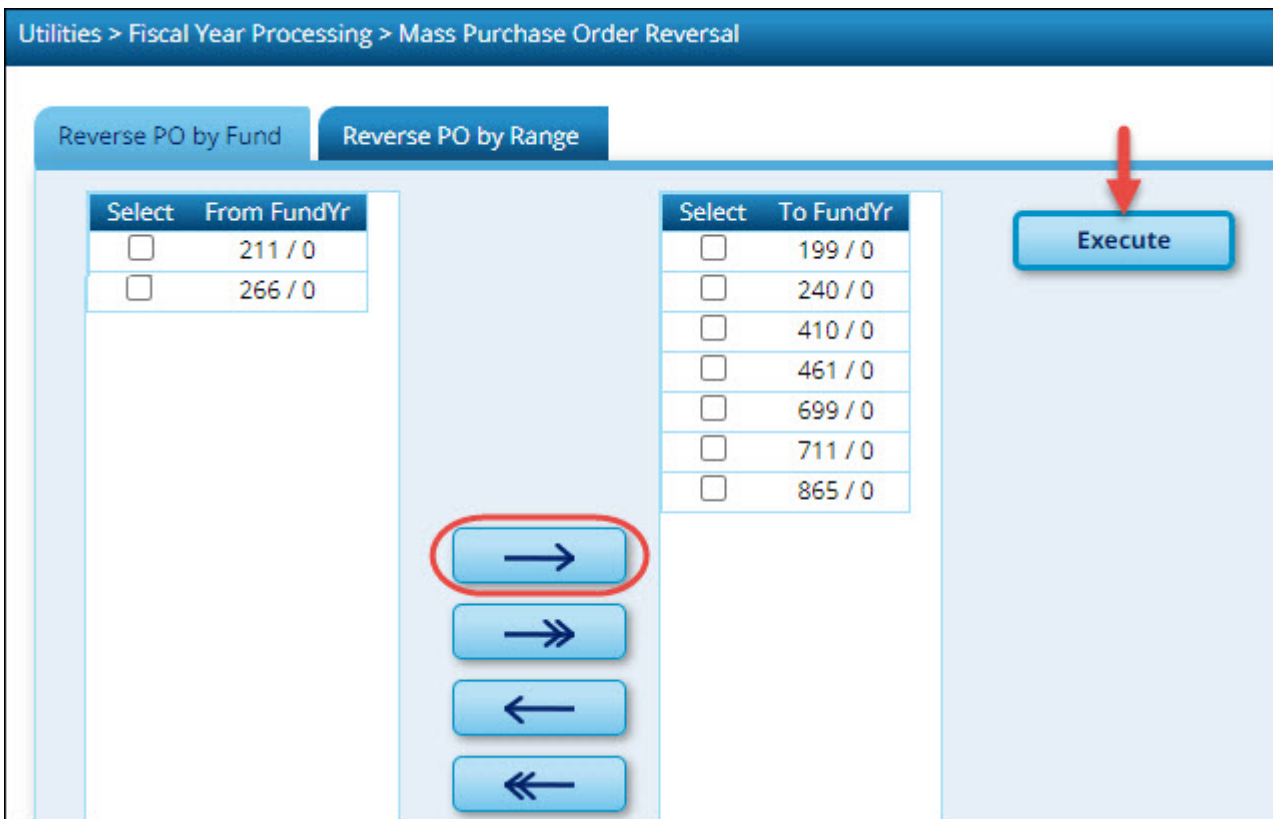 Utilities > Fiscal Year Processing > Mass Purchase Order Reversal
Reverse PO by Fund Reverse PO by Range
Select From FundYr
211 / 0
266 / 0
Select To FundYr
199 / 0
240 / 0
410 / 0
461 / 0
699 / 0
711 / 0
865 / 0
Execute